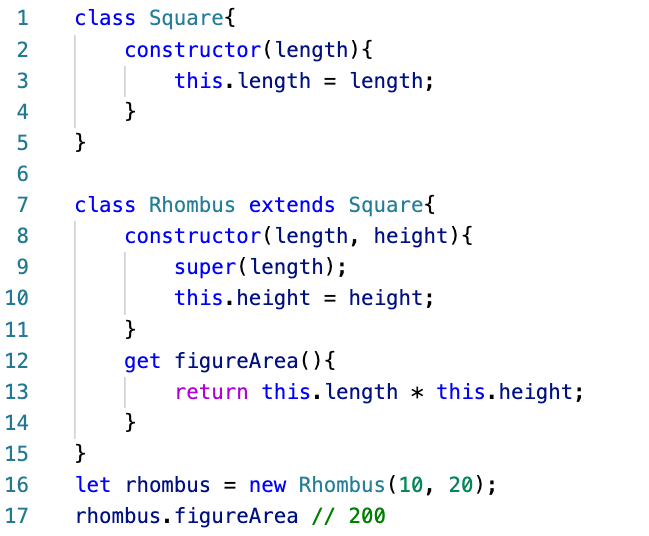 1 class Square{
2     constructor(length){
3         this.length = length;
4     }
5 }
6
7 class Rhombus extends Square{
8     constructor(length, height){
9         super(length);
10         this.height = height;
11     }
12     get figureArea(){
13         return this.length * this.height;
14     }
15 }
16 let rhombus = new Rhombus(10, 20);
17 rhombus.figureArea // 200